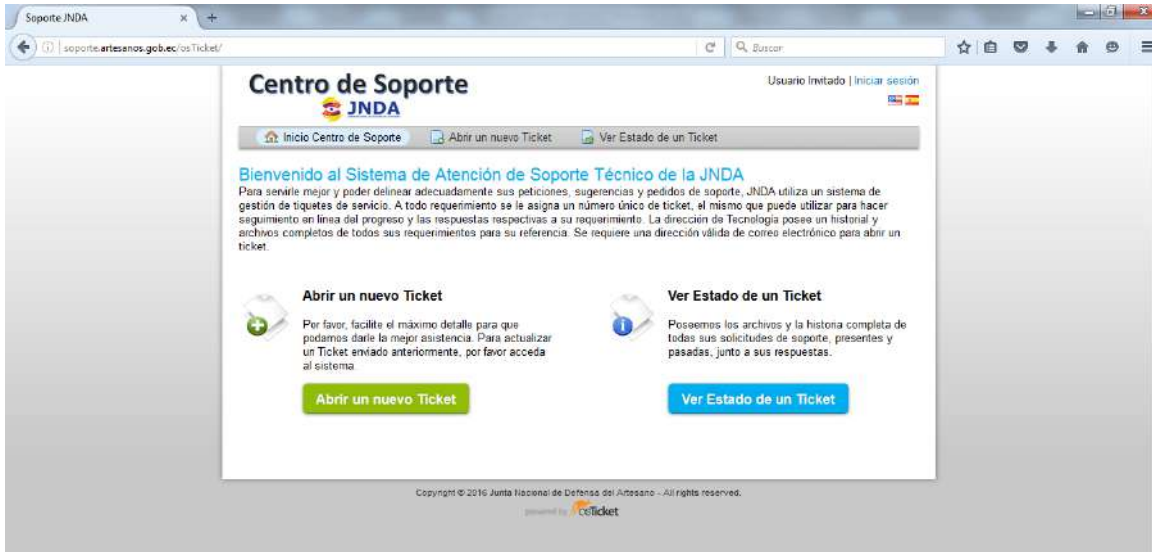 Soporte JNDA
soporte.artesanos.gob.ec/osTicket/
Buscar
Centro de Soporte
JNDA
Usuario Invitado | Iniciar sesión
Inicio Centro de Soporte
Abrir un nuevo Ticket
Ver Estado de un Ticket
Bienvenido al Sistema de Atención de Soporte Técnico de la JNDA
Para servirle mejor y poder delinear adecuadamente sus peticiones, sugerencias y pedidos de soporte, JNDA utiliza un sistema de
gestión de tiquetes de servicio. A todo requerimiento se le asigna un número único de ticket, el mismo que puede utilizar para hacer
seguimiento en línea del progreso y las respuestas respectivas a su requerimiento. La dirección de Tecnología posee un historial y
archivos completos de todos sus requerimientos para su referencia. Se requiere una dirección válida de correo electrónico para abrir un
ticket.
Abrir un nuevo Ticket
Por favor, facilite el máximo detalle para que
podamos darle la mejor asistencia. Para actualizar
un Ticket enviado anteriormente, por favor acceda
al sistema.
Abrir un nuevo Ticket
Ver Estado de un Ticket
Poseemos los archivos y la historia completa de
todas sus solicitudes de soporte, presentes y
pasadas, junto a sus respuestas.
Ver Estado de un Ticket
Copyright © 2016 Junta Nacional de Defensa del Artesano - All rights reserved.
powered by osTicket